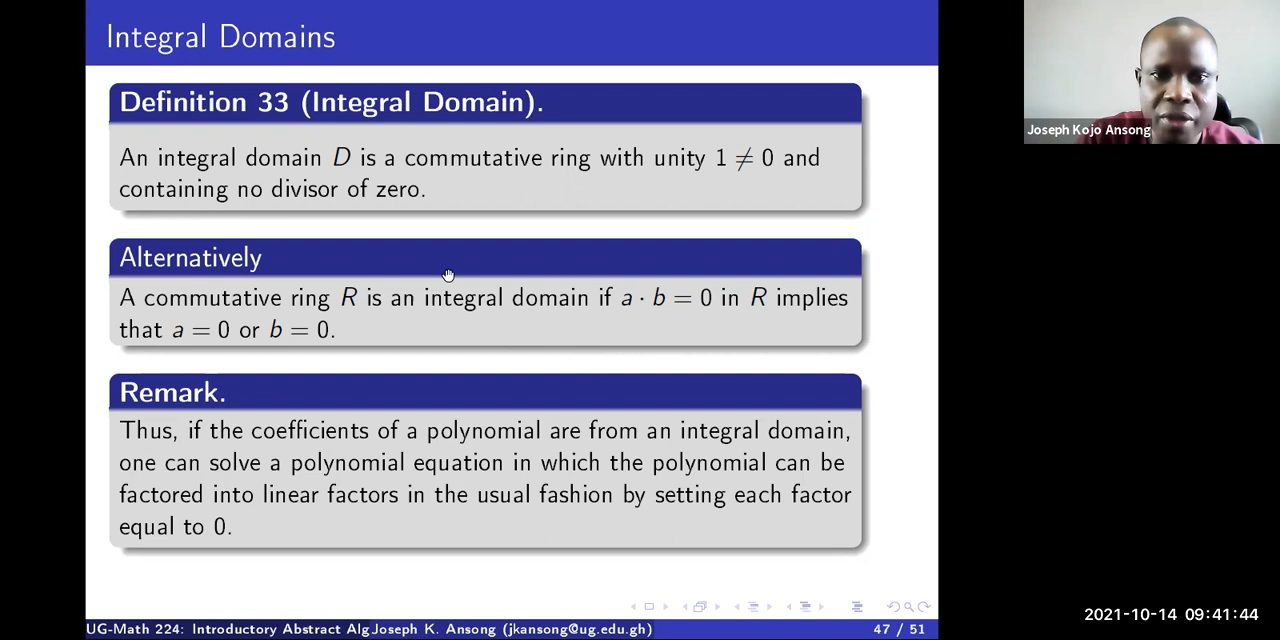 Integral Domains
Definition 33 (Integral Domain).
An integral domain D is a commutative ring with unity 1 ≠ 0 and
containing no divisor of zero.
Alternatively
A commutative ring R is an integral domain if a · b = 0 in R implies
that a = 0 or b = 0.
Remark.
Thus, if the coefficients of a polynomial are from an integral domain,
one can solve a polynomial equation in which the polynomial can be
factored into linear factors in the usual fashion by setting each factor
equal to 0.
UG-Math 224: Introductory Abstract Alg Joseph K. Ansong (jkansong@ug.edu.gh) 47 / 51
Joseph Kojo Ansong
2021-10-14 09:41:44